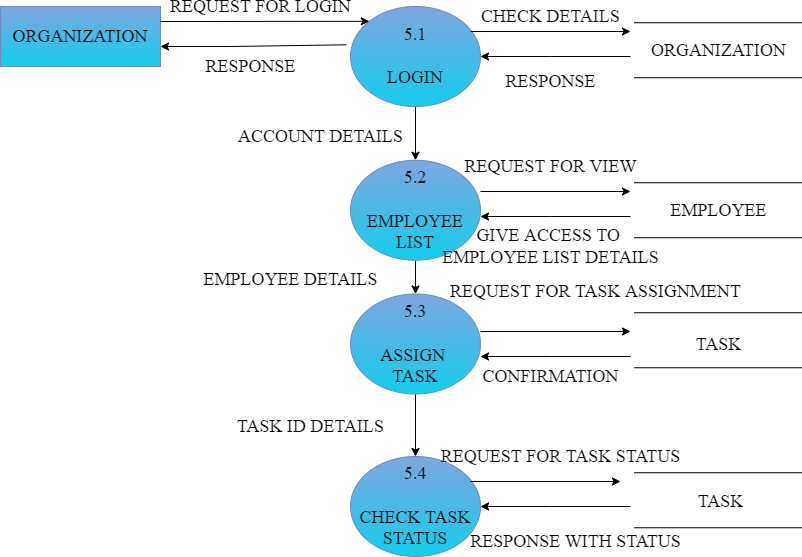 REQUEST FOR LOGIN
ORGANIZATION
RESPONSE
5.1
LOGIN
CHECK DETAILS
ORGANIZATION
RESPONSE
ACCOUNT DETAILS
5.2
EMPLOYEE
LIST
REQUEST FOR VIEW
EMPLOYEE
GIVE ACCESS TO
EMPLOYEE LIST DETAILS
EMPLOYEE DETAILS
REQUEST FOR TASK ASSIGNMENT
5.3
ASSIGN
TASK
TASK
CONFIRMATION
TASK ID DETAILS
REQUEST FOR TASK STATUS
5.4
CHECK TASK
STATUS
TASK
RESPONSE WITH STATUS